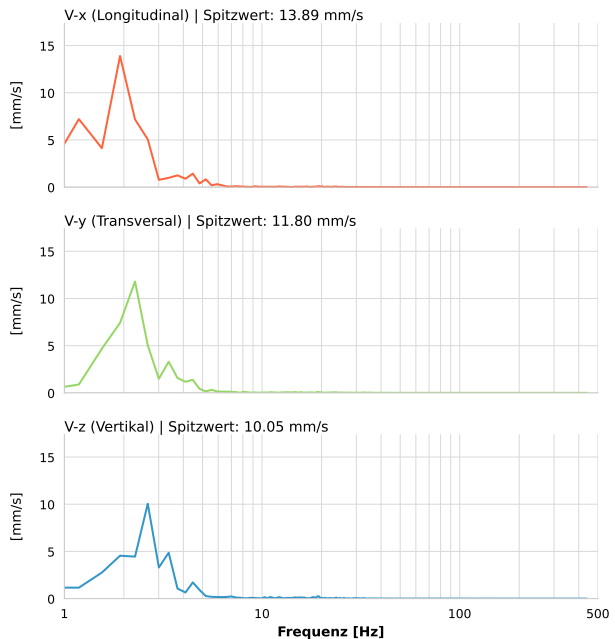 V-x (Longitudinal) | Spitzwert: 13.89 mm/s
15
10
5
0
[mm/s]
V-y (Transversal) | Spitzwert: 11.80 mm/s
15
10
5
0
[mm/s]
V-z (Vertikal) | Spitzwert: 10.05 mm/s
15
10
5
0
[mm/s]
1 10 100 500
Frequenz [Hz]